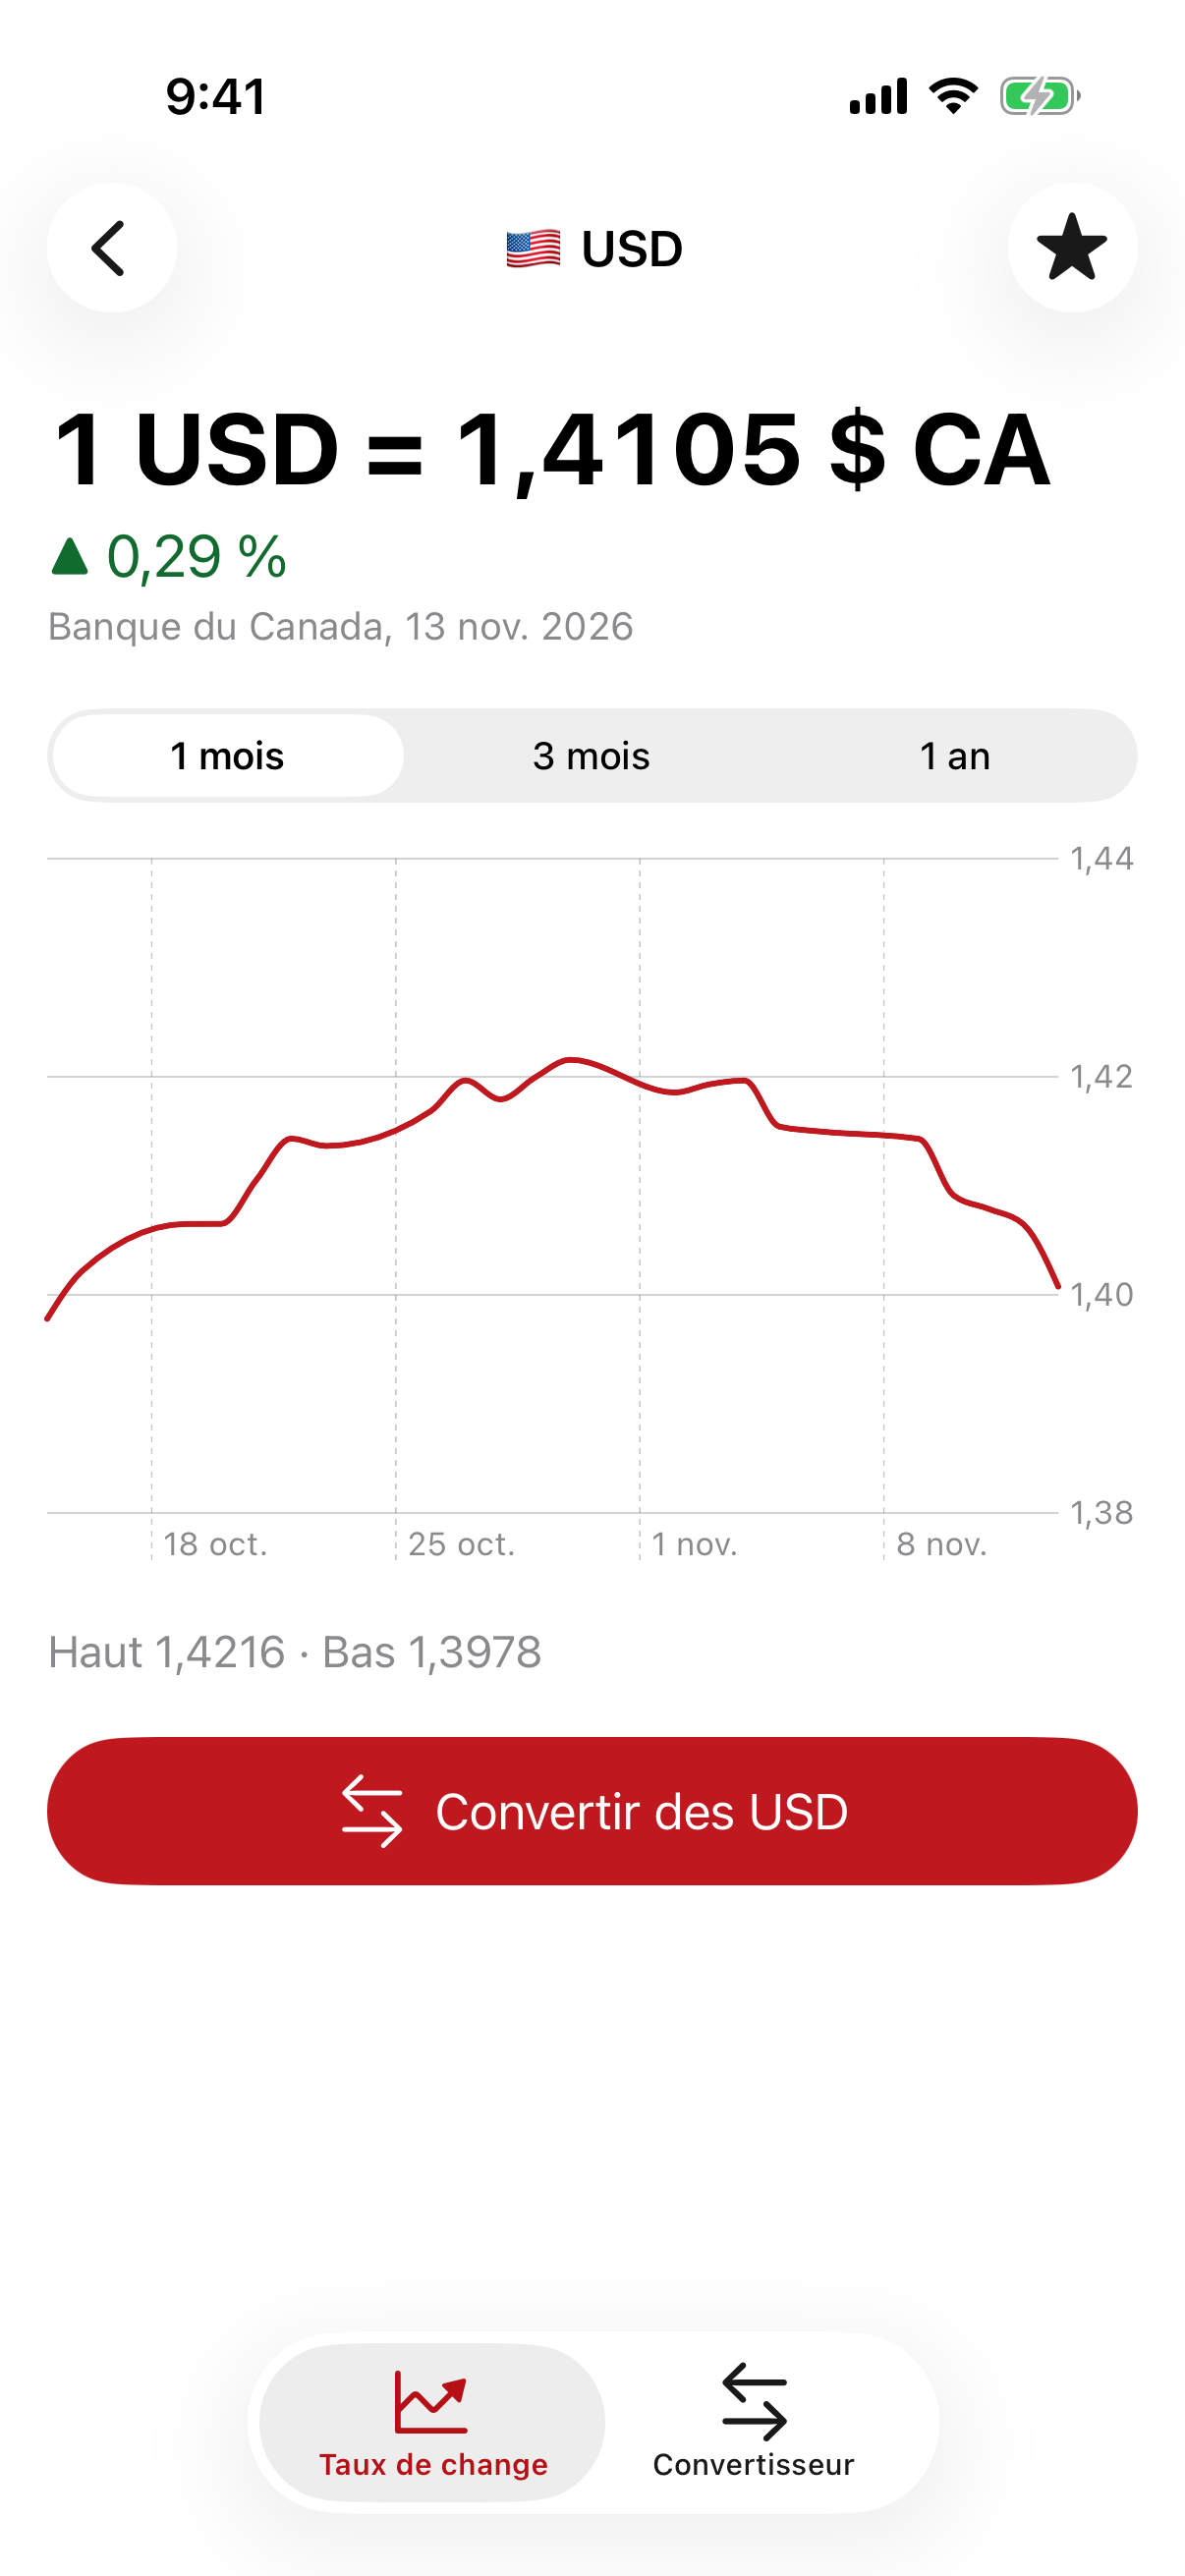 9:41
USD
1 USD = 1,4105 $ CA
▲ 0,29 %
Banque du Canada, 13 nov. 2026
1 mois 3 mois 1 an
1,44
1,42
1,40
1,38
18 oct. 25 oct. 1 nov. 8 nov.
Haut 1,4216 · Bas 1,3978
Convertir des USD
Taux de change Convertisseur